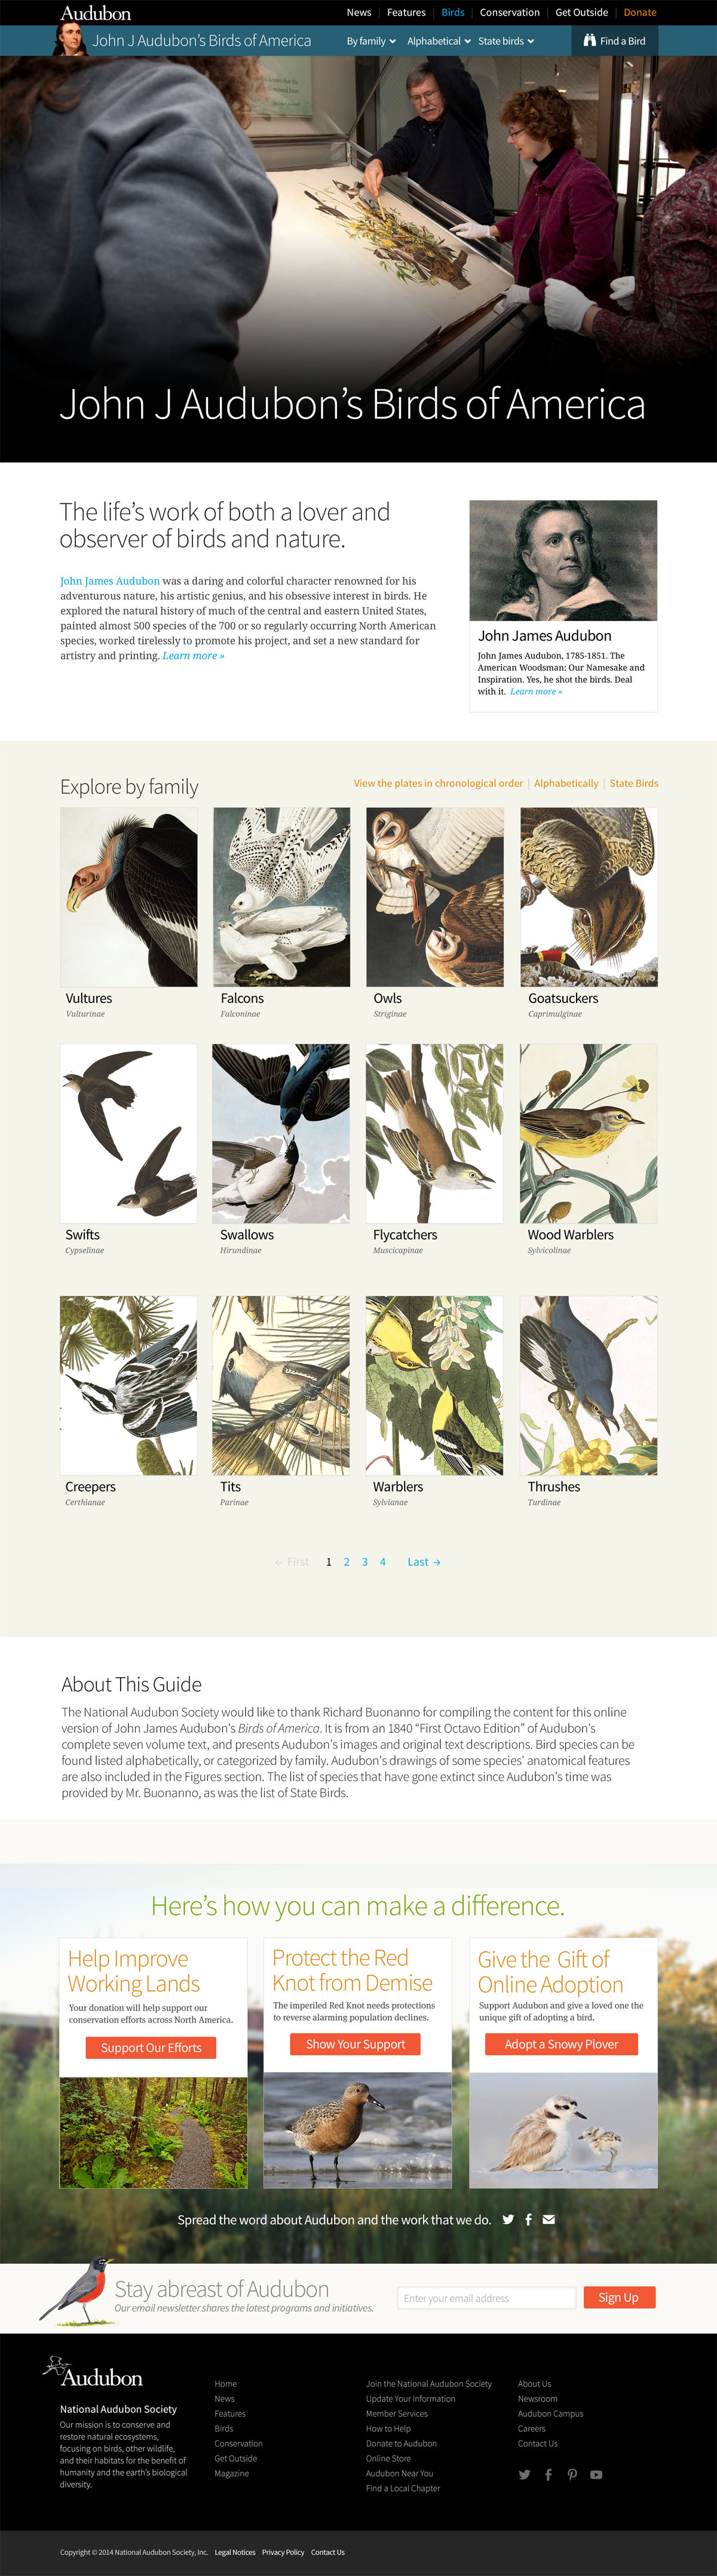 Audubon
News | Features | Birds | Conservation | Get Outside | Donate
John J Audubon's Birds of America
By family Alphabetical State birds
Find a Bird
John J Audubon's Birds of America
The life's work of both a lover and
observer of birds and nature.
John James Audubon was a daring and colorful character renowned for his
adventurous nature, his artistic genius, and his obsessive interest in birds. He
explored the natural history of much of the central and eastern United States,
painted almost 500 species of the 700 or so regularly occurring North American
species, worked tirelessly to promote his project, and set a new standard for
artistry and printing. Learn more »
John James Audubon
John James Audubon, 1785-1851. The
American Woodsman: Our Namesake and
Inspiration. Yes, he shot the birds. Deal
with it. Learn more »
Explore by family
View the plates in chronological order | Alphabetically | State Birds
Vultures
Vulturinae
Falcons
Falconinae
Owls
Striginae
Goatsuckers
Caprimulginae
Swifts
Cypselinae
Swallows
Hirundinae
Flycatchers
Muscicapinae
Wood Warblers
Sylvicolinae
Creepers
Certhianae
Tits
Parinae
Warblers
Sylvianae
Thrushes
Turdinae
← First 1 2 3 4 Last →
About This Guide
The National Audubon Society would like to thank Richard Buonanno for compiling the content for this online
version of John James Audubon's Birds of America. It is from an 1840 “First Octavo Edition” of Audubon's
complete seven volume text, and presents Audubon's images and original text descriptions. Bird species can be
found listed alphabetically, or categorized by family. Audubon's drawings of some species' anatomical features
are also included in the Figures section. The list of species that have gone extinct since Audubon's time was
provided by Mr. Buonanno, as was the list of State Birds.
Here's how you can make a difference.
Help Improve
Working Lands
Your donation will help support our
conservation efforts across North America.
Support Our Efforts
Protect the Red
Knot from Demise
The imperiled Red Knot needs protections
to reverse alarming population declines.
Show Your Support
Give the Gift of
Online Adoption
Support Audubon and give a loved one the
unique gift of adopting a bird.
Adopt a Snowy Plover
Spread the word about Audubon and the work that we do.
Stay abreast of Audubon
Our email newsletter shares the latest programs and initiatives.
Enter your email address
Sign Up
Audubon
National Audubon Society
Our mission is to conserve and
restore natural ecosystems,
focusing on birds, other wildlife,
and their habitats for the benefit of
humanity and the earth's biological
diversity.
Home
News
Features
Birds
Conservation
Get Outside
Magazine
Join the National Audubon Society
Update Your Information
Member Services
How to Help
Donate to Audubon
Online Store
Audubon Near You
Find a Local Chapter
About Us
Newsroom
Audubon Campus
Careers
Contact Us
Copyright © 2014 National Audubon Society, Inc. Legal Notices Privacy Policy Contact Us